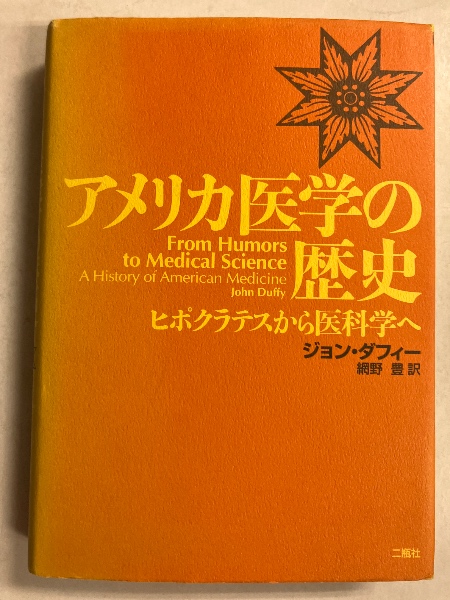 アメリカ医学の
歴史
From Humors
to Medical Science
A History of American Medicine
John Duffy
ヒポクラテスから医科学へ
ジョン・ダフィー
網野 豊 訳
二瓶社